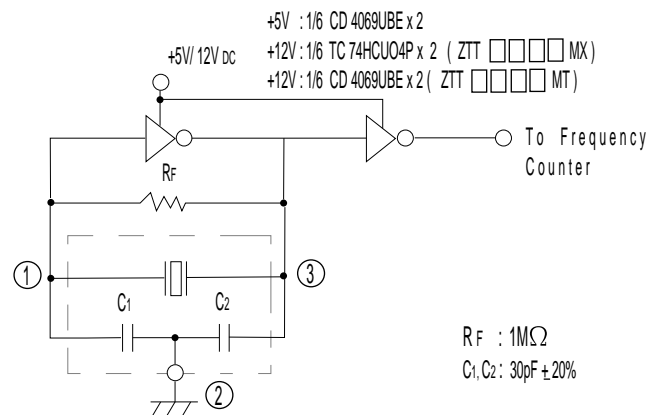 +5V : 1/6 CD 4069UBE x 2
+5V/ 12V DC
+12V : 1/6 TC 74HCUO4P x 2 ( ZTT □□□□ MX )
+12V : 1/6 CD 4069UBE x 2 ( ZTT □□□□ MT )
To Frequency
Counter
RF
① ③
C1 C2
RF : 1MΩ
C1, C2 : 30pF ± 20%
②